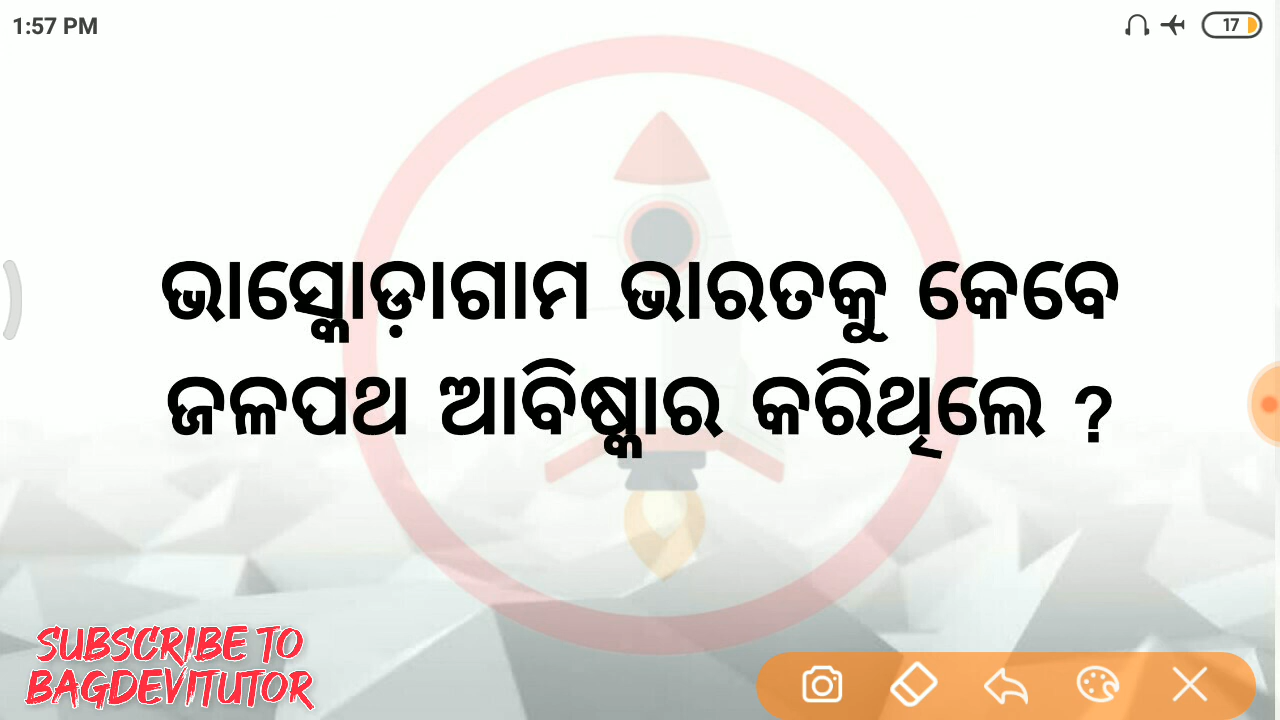 1:57 PM
17
ଭାସ୍କୋଡ଼ାଗାମ ଭାରତକୁ କେବେ
ଜଳପଥ ଆବିଷ୍କାର କରିଥିଲେ ?
SUBSCRIBE TO
BAGDEVITUTOR